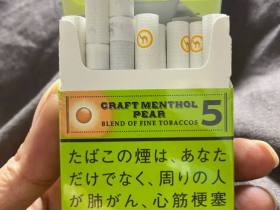 CRAFT MENTHOL
PEAR
BLEND OF FINE TOBACCOS
5
たばこの煙は、あなた
だけでなく、周りの人
が肺がん、心筋梗塞